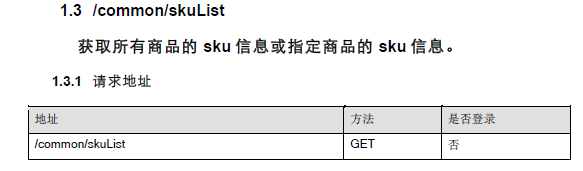 1.3 /common/skuList
获取所有商品的 sku 信息或指定商品的 sku 信息。
1.3.1 请求地址
地址 方法 是否登录
/common/skuList GET 否